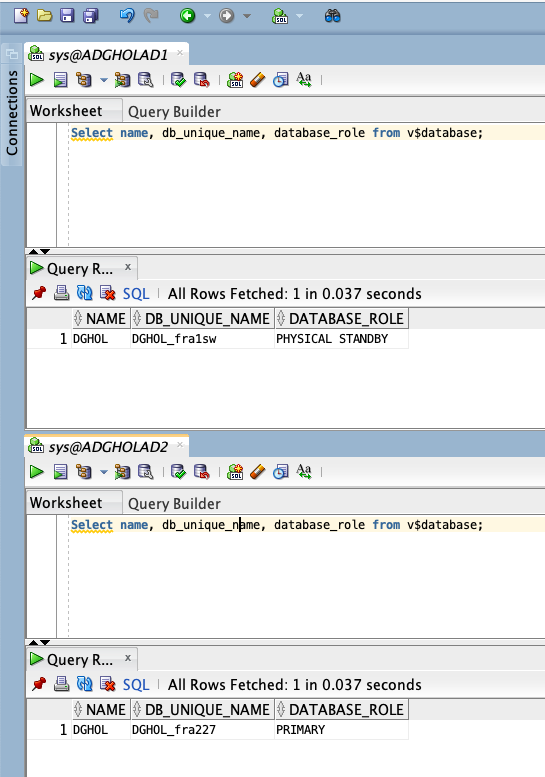 Connections
sys@ADGHOLAD1
Worksheet Query Builder
Select name, db_unique_name, database_role from v$database;
Query R... x
SQL All Rows Fetched: 1 in 0.037 seconds
NAME DB_UNIQUE_NAME DATABASE_ROLE
1 DGHOL DGHOL_fra1sw PHYSICAL STANDBY
sys@ADGHOLAD2
Worksheet Query Builder
Select name, db_unique_name, database_role from v$database;
Query R... x
SQL All Rows Fetched: 1 in 0.037 seconds
NAME DB_UNIQUE_NAME DATABASE_ROLE
1 DGHOL DGHOL_fra227 PRIMARY